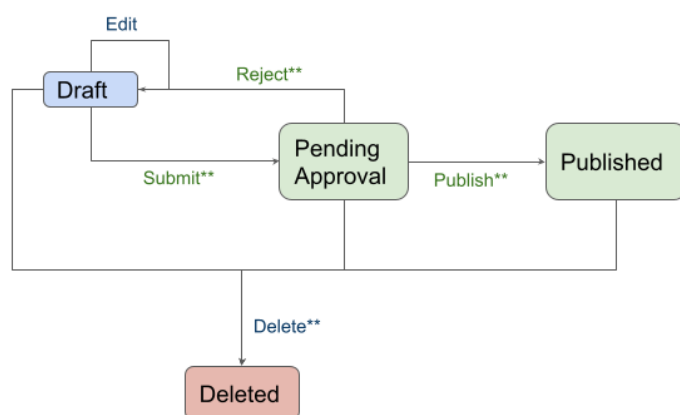 Edit
Reject**
Draft
Pending
Approval
Published
Submit**
Publish**
Delete**
Deleted